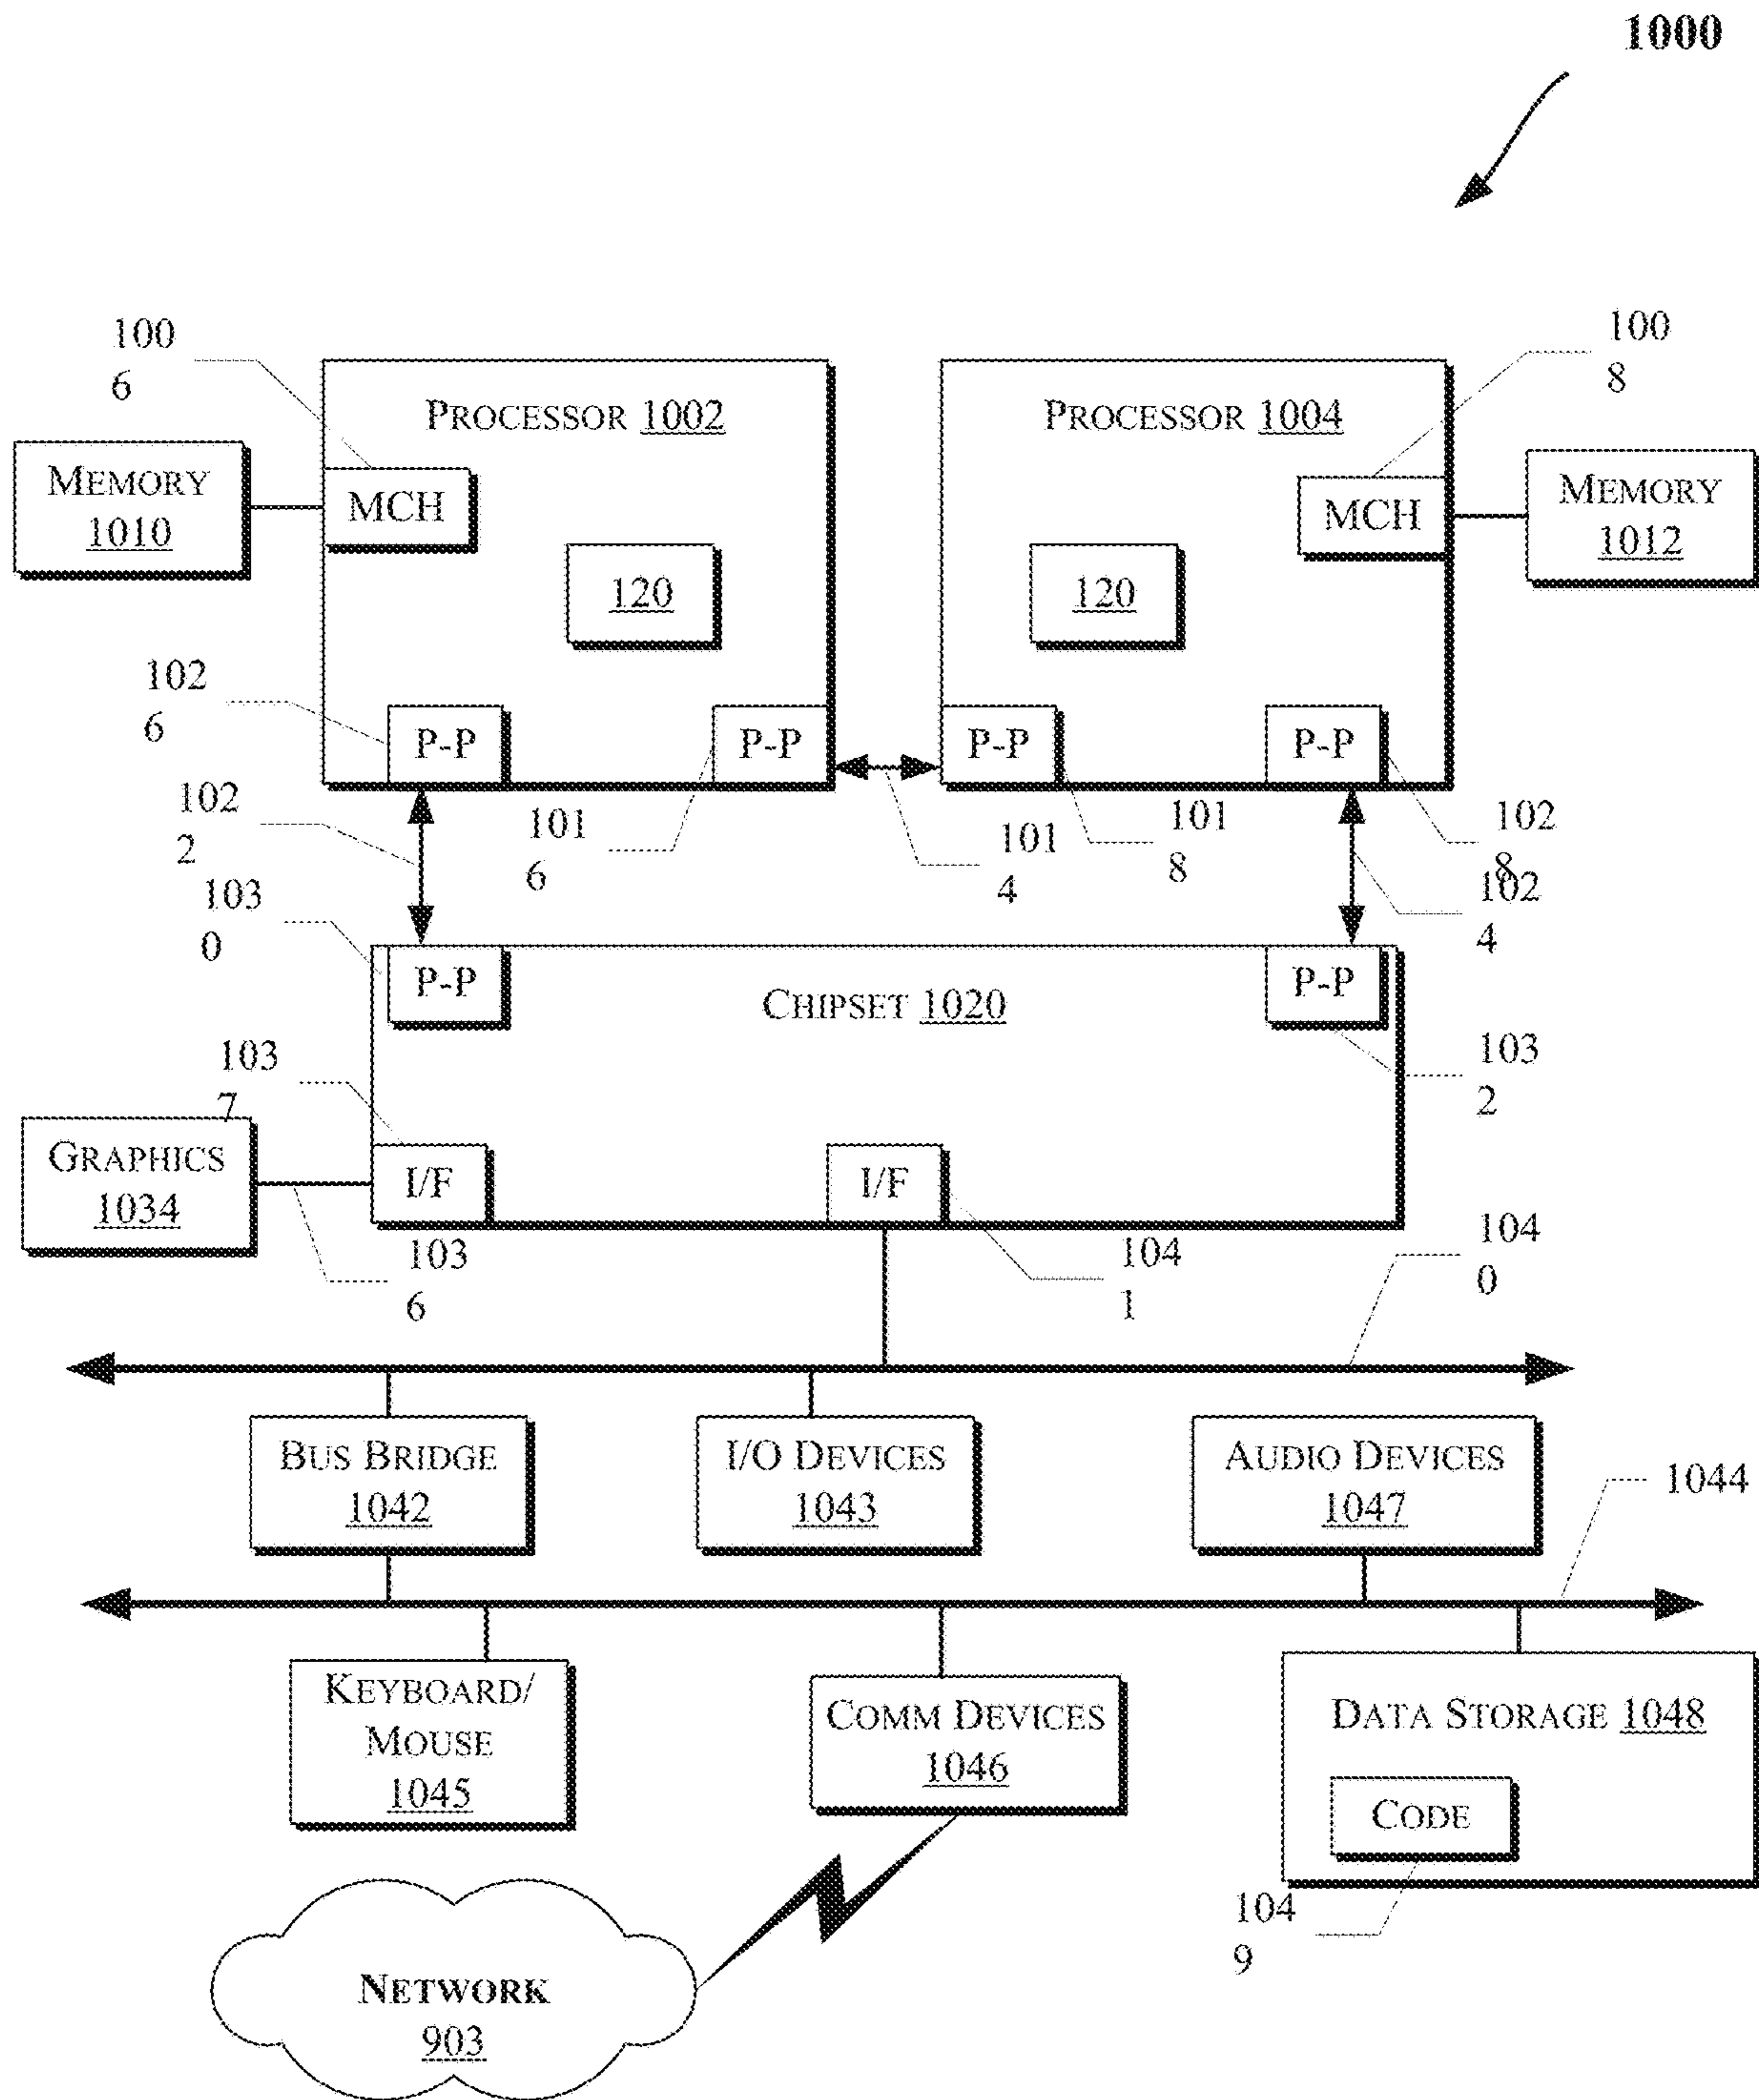 1000
100
6
100
8
PROCESSOR 1002
PROCESSOR 1004
MEMORY
1010
MCH
MCH
MEMORY
1012
120
120
102
6
P-P
P-P
P-P
P-P
102
2
101
6
101
4
101
8
102
8
102
4
103
0
P-P
CHIPSET 1020
P-P
103
7
103
2
GRAPHICS
1034
I/F
I/F
103
6
104
1
104
0
BUS BRIDGE
1042
I/O DEVICES
1043
AUDIO DEVICES
1047
1044
KEYBOARD/
MOUSE
1045
COMM DEVICES
1046
DATA STORAGE 1048
CODE
104
9
NETWORK
903